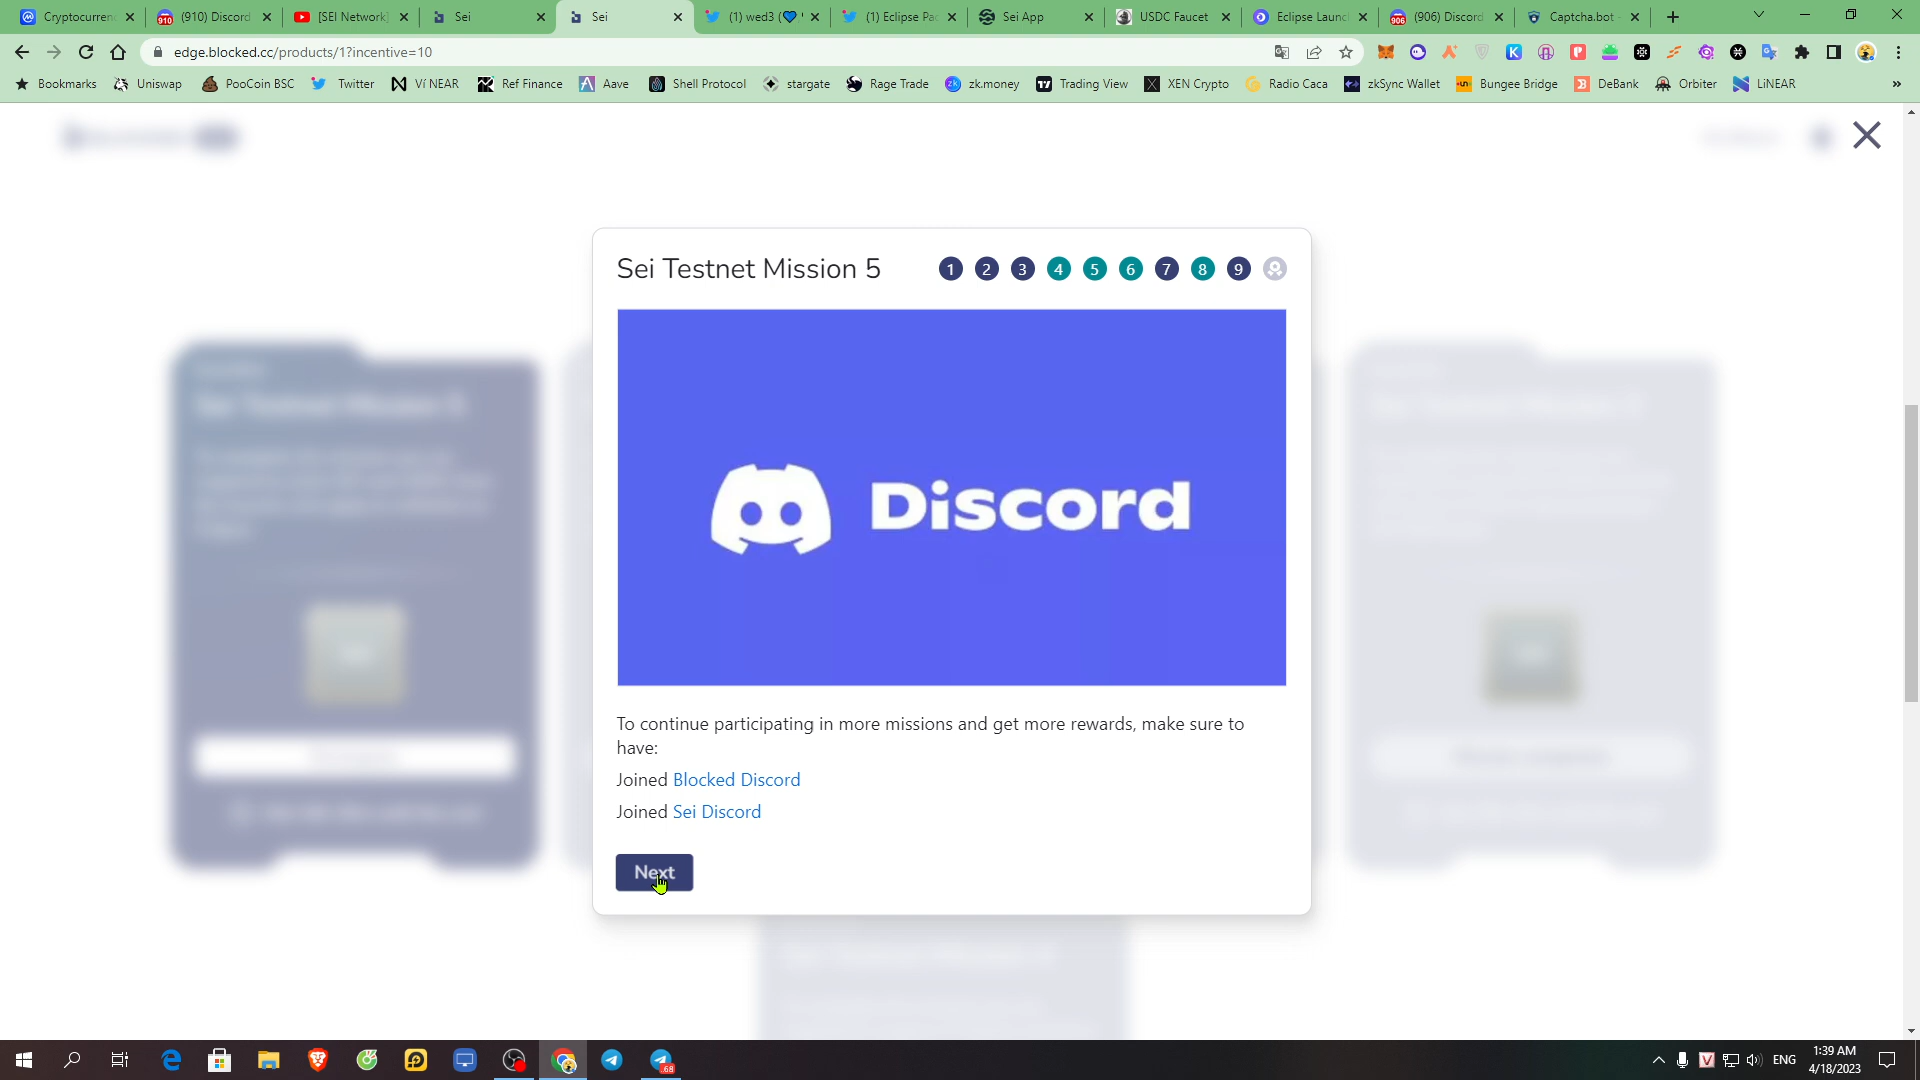 Cryptocurrenc
(910) Discord
[SEI Network]
Sei
Sei
(1) wed3 (💙
(1) Eclipse Pac
Sei App
USDC Faucet
Eclipse Launc
(906) Discord
Captcha.bot
edge.blocked.cc/products/1?incentive=10
Bookmarks
Uniswap
PooCoin BSC
Twitter
Ví NEAR
Ref Finance
Aave
Shell Protocol
stargate
Rage Trade
zk.money
Trading View
XEN Crypto
Radio Caca
zkSync Wallet
Bungee Bridge
DeBank
Orbiter
LiNEAR
»
Sei Testnet Mission 5
1 2 3 4 5 6 7 8 9
Discord
To continue participating in more missions and get more rewards, make sure to
have:
Joined Blocked Discord
Joined Sei Discord
Next
ENG
1:39 AM
4/18/2023